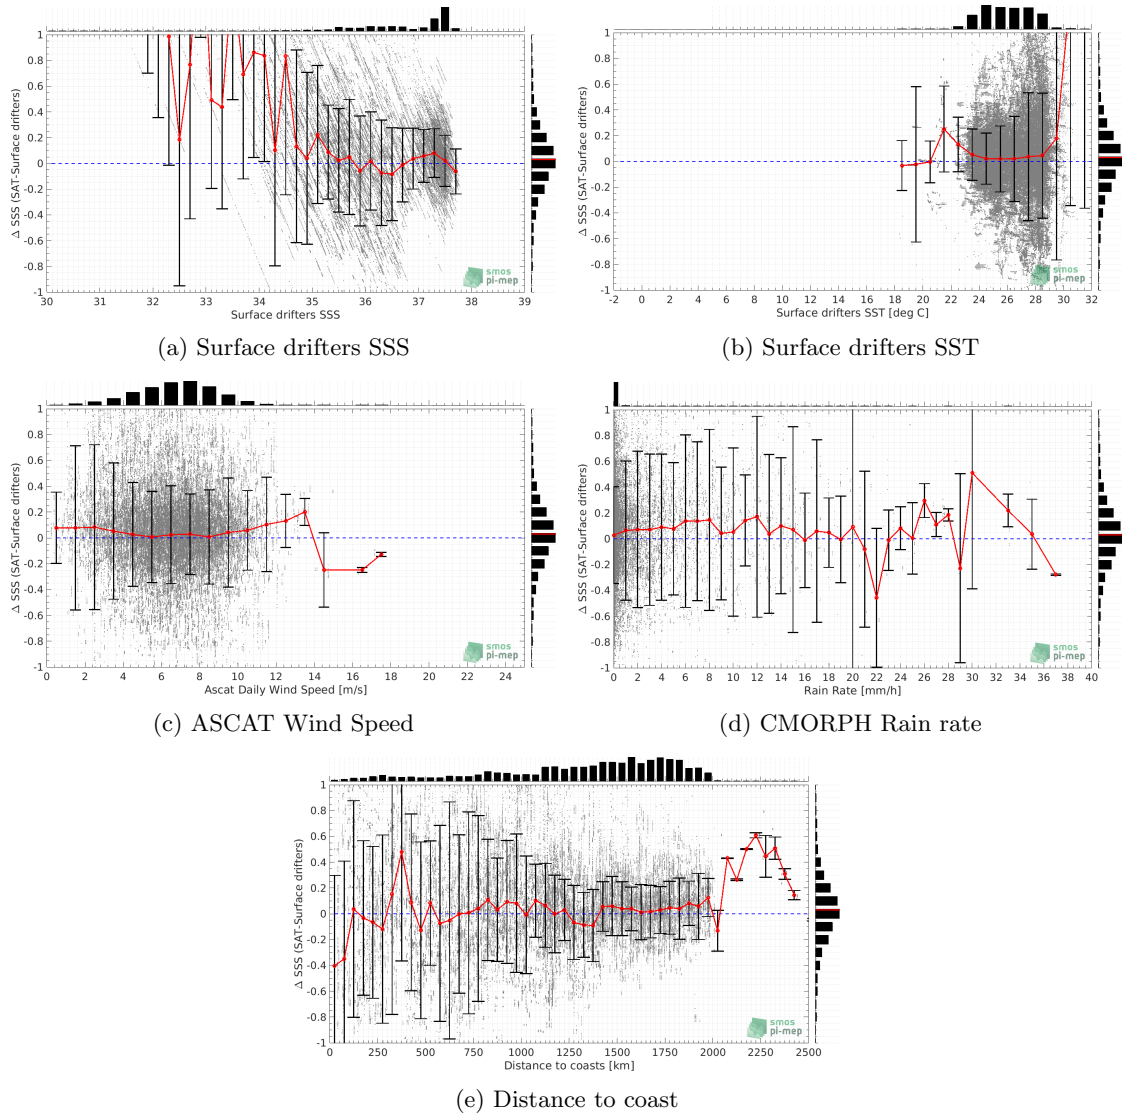 Δ SSS (SAT-Surface drifters)
1
0.8
0.6
0.4
0.2
0
-0.2
-0.4
-0.6
-0.8
-1
30 31 32 33 34 35 36 37 38 39
Surface drifters SSS
smos
pi-mep
(a) Surface drifters SSS
Δ SSS (SAT-Surface drifters)
1
0.8
0.6
0.4
0.2
0
-0.2
-0.4
-0.6
-0.8
-1
-2 0 2 4 6 8 10 12 14 16 18 20 22 24 26 28 30 32
Surface drifters SST [deg C]
smos
pi-mep
(b) Surface drifters SST
Δ SSS (SAT-Surface drifters)
1
0.8
0.6
0.4
0.2
0
-0.2
-0.4
-0.6
-0.8
-1
0 2 4 6 8 10 12 14 16 18 20 22 24
Ascat Daily Wind Speed [m/s]
smos
pi-mep
(c) ASCAT Wind Speed
Δ SSS (SAT-Surface drifters)
1
0.8
0.6
0.4
0.2
0
-0.2
-0.4
-0.6
-0.8
-1
0 2 4 6 8 10 12 14 16 18 20 22 24 26 28 30 32 34 36 38 40
Rain Rate [mm/h]
smos
pi-mep
(d) CMORPH Rain rate
Δ SSS (SAT-Surface drifters)
1
0.8
0.6
0.4
0.2
0
-0.2
-0.4
-0.6
-0.8
-1
0 250 500 750 1000 1250 1500 1750 2000 2250 2500
Distance to coasts [km]
smos
pi-mep
(e) Distance to coast